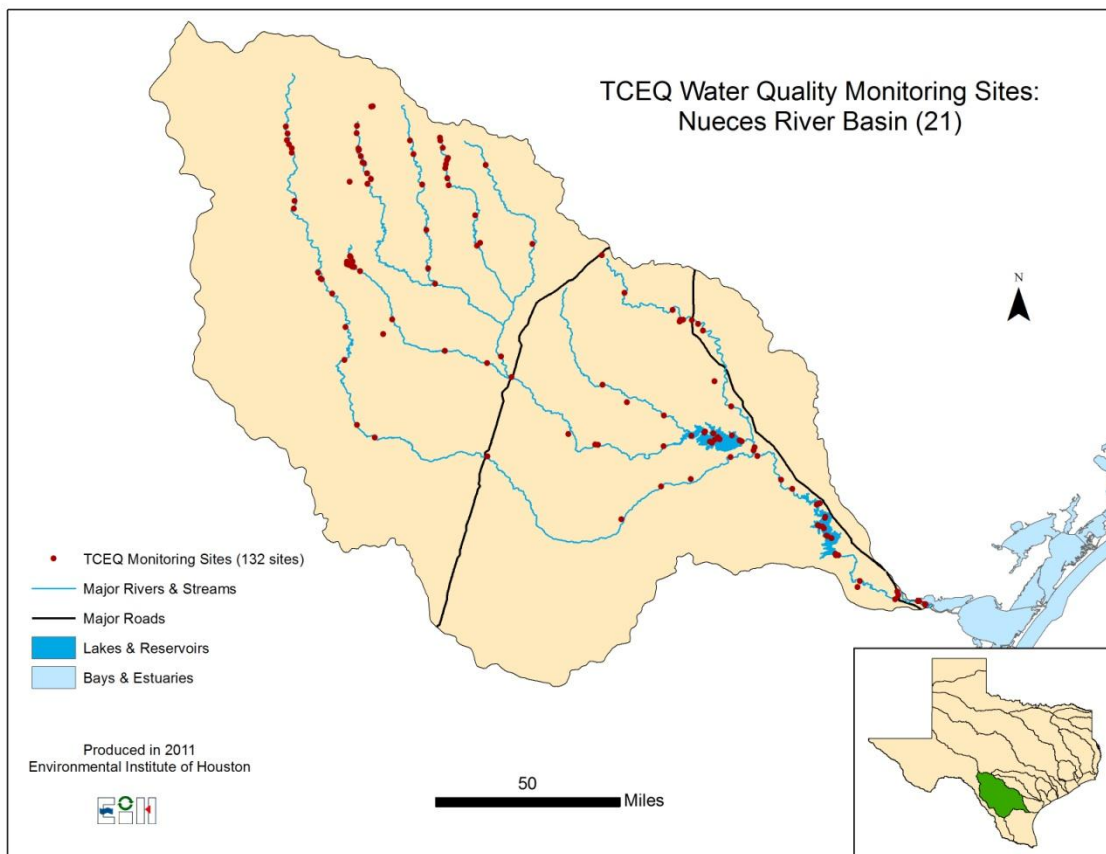 TCEQ Water Quality Monitoring Sites:
Nueces River Basin (21)
N
TCEQ Monitoring Sites (132 sites)
Major Rivers & Streams
Major Roads
Lakes & Reservoirs
Bays & Estuaries
Produced in 2011
Environmental Institute of Houston
EIH
50
Miles